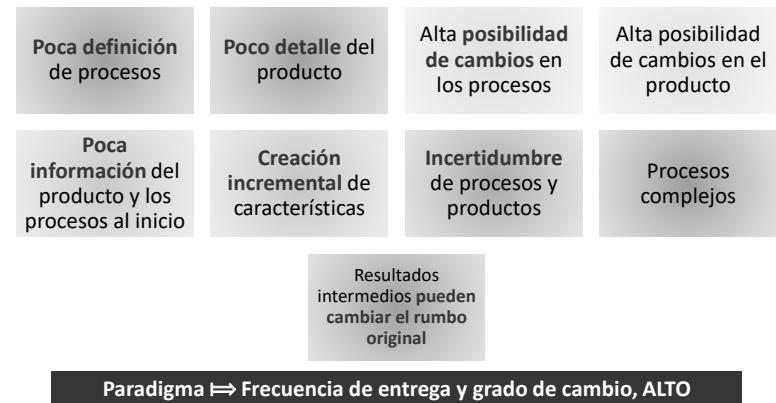 Poca definición
de procesos
Poco detalle del
producto
Alta posibilidad
de cambios en
los procesos
Alta posibilidad
de cambios en el
producto
Poca
información del
producto y los
procesos al inicio
Creación
incremental de
características
Incertidumbre
de procesos y
productos
Procesos
complejos
Resultados
intermedios pueden
cambiar el rumbo
original
Paradigma ⟾ Frecuencia de entrega y grado de cambio, ALTO